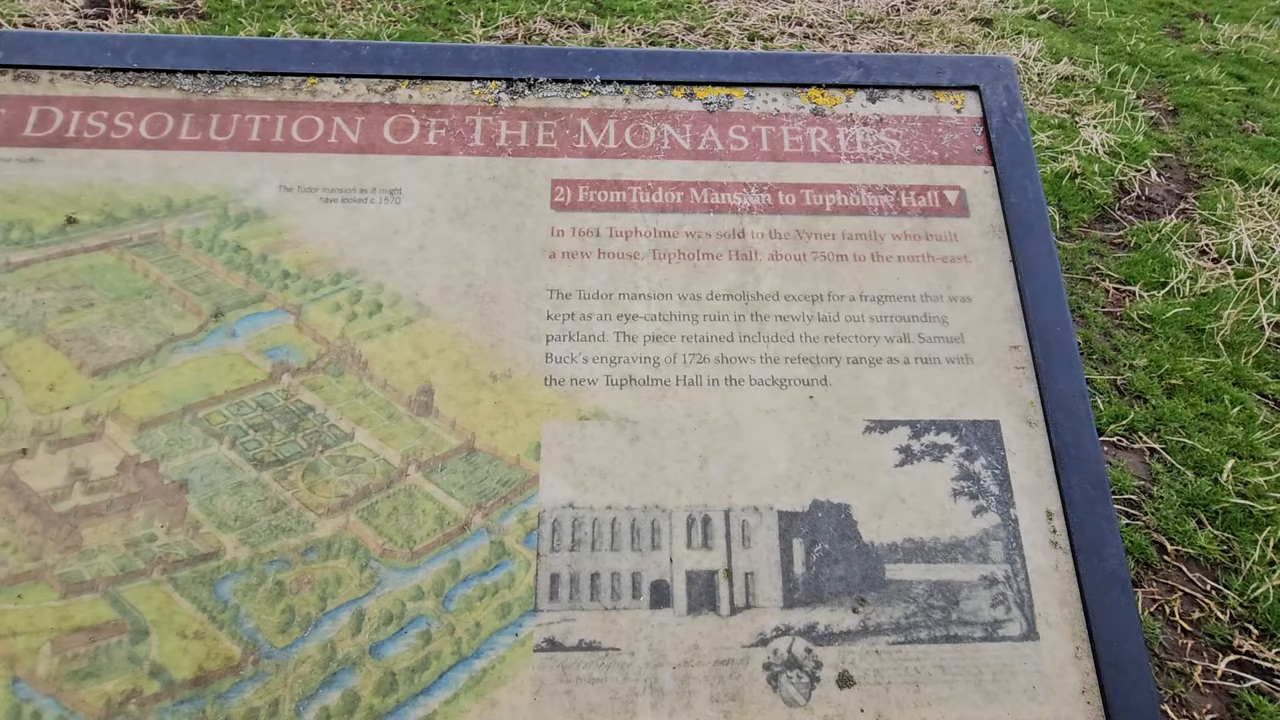 DISSOLUTION OF THE MONASTERIES
The Tudor mansion as it might
have looked c.1570
2) From Tudor Mansion to Tupholme Hall
In 1661 Tupholme was sold to the Vyner family who built
a new house, Tupholme Hall, about 750m to the north-east.
The Tudor mansion was demolished except for a fragment that was
kept as an eye-catching ruin in the newly laid out surrounding
parkland. The piece retained included the refectory wall. Samuel
Buck's engraving of 1726 shows the refectory range as a ruin with
the new Tupholme Hall in the background.